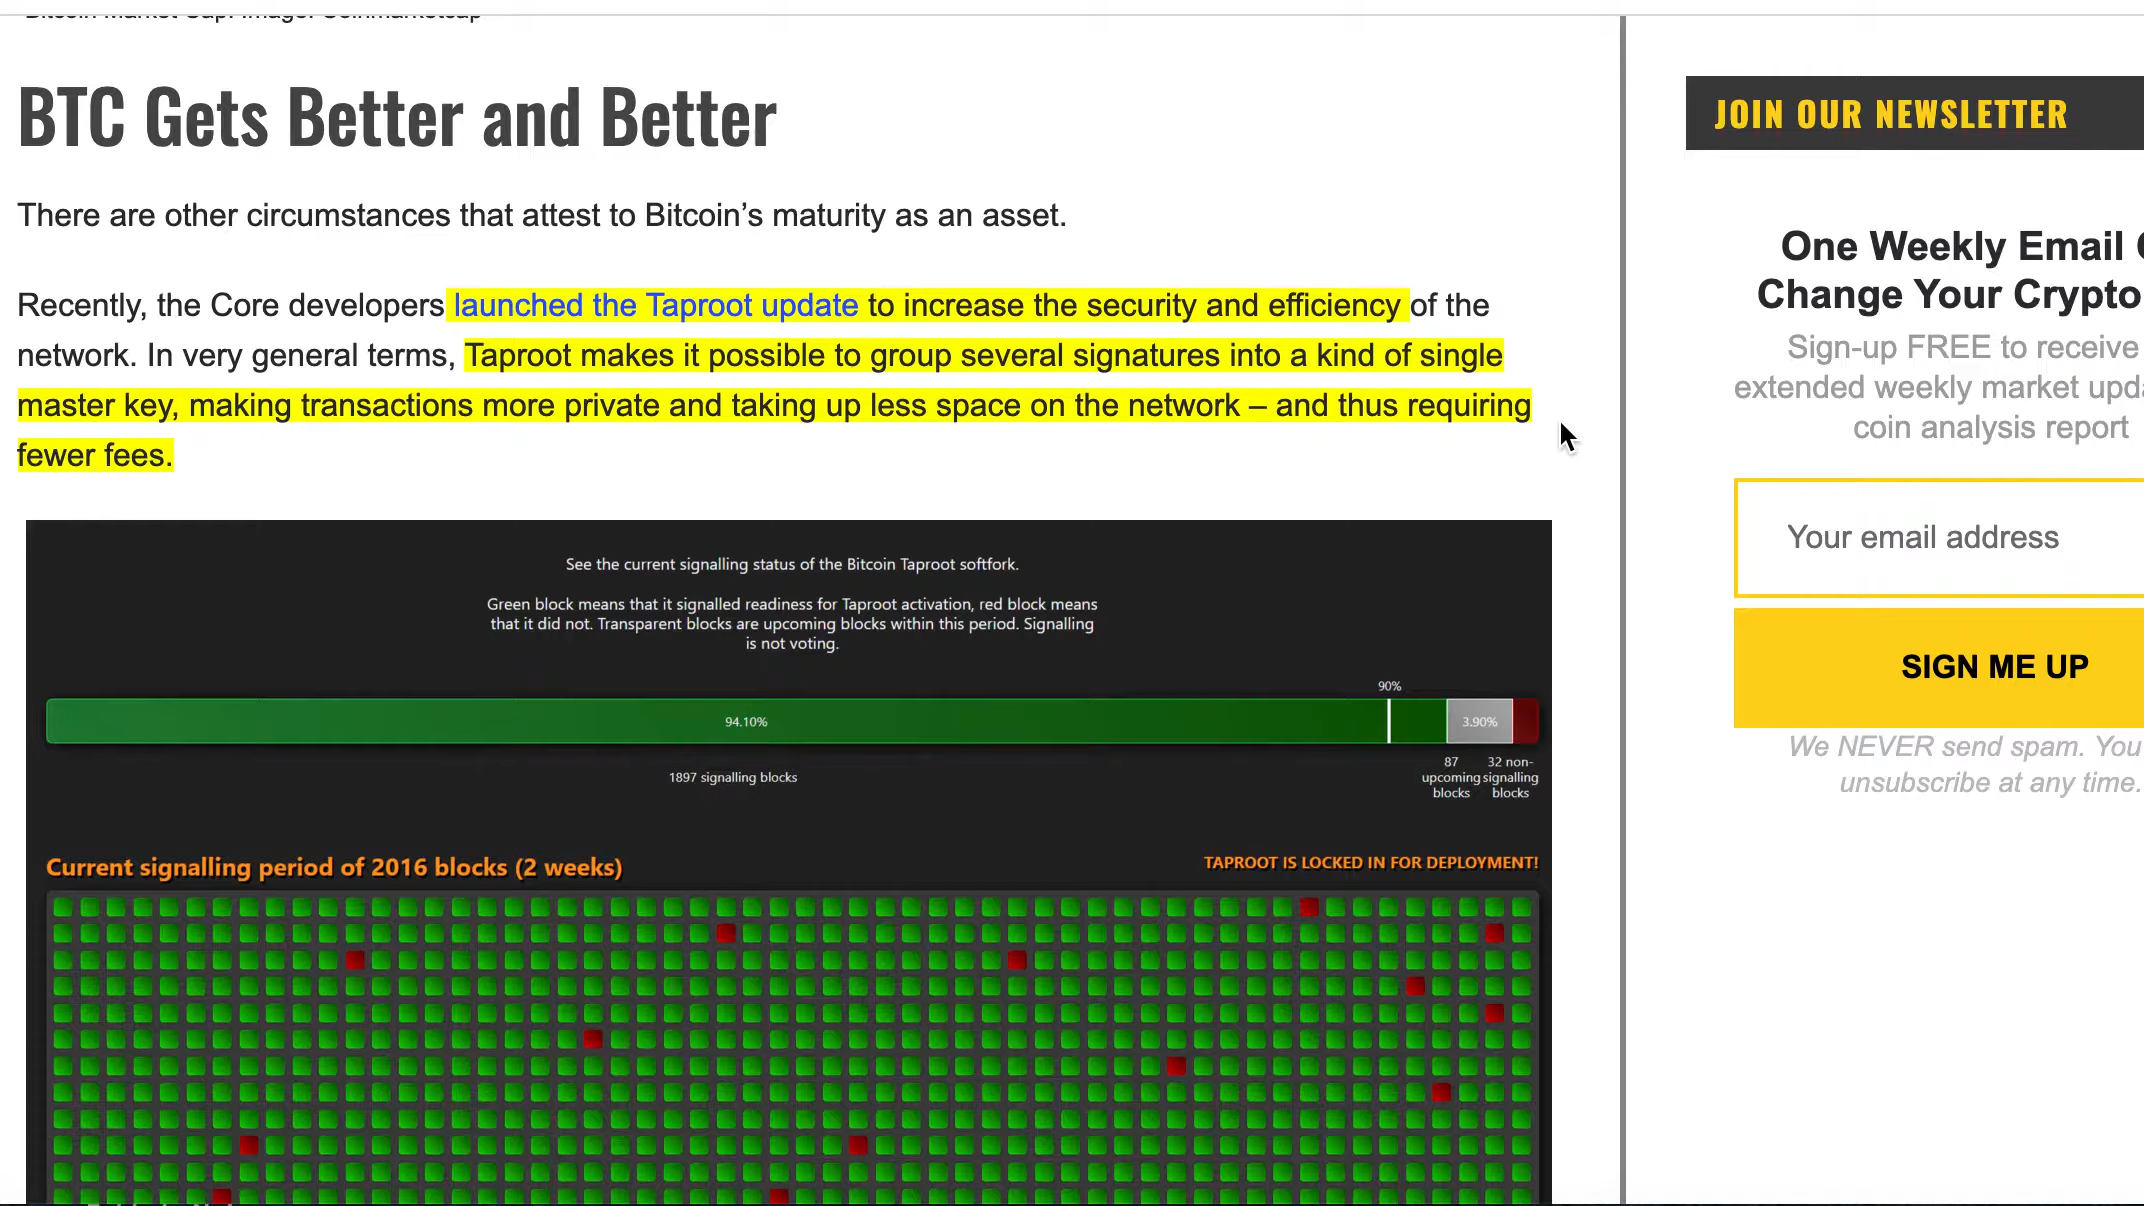 Bitcoin Market Cap. Image: Coinmarketcap
BTC Gets Better and Better
There are other circumstances that attest to Bitcoin’s maturity as an asset.
Recently, the Core developers launched the Taproot update to increase the security and efficiency of the
network. In very general terms, Taproot makes it possible to group several signatures into a kind of single
master key, making transactions more private and taking up less space on the network – and thus requiring
fewer fees.
See the current signalling status of the Bitcoin Taproot softfork.
Green block means that it signalled readiness for Taproot activation, red block means
that it did not. Transparent blocks are upcoming blocks within this period. Signalling
is not voting.
90%
94.10%
3.90%
1897 signalling blocks
87
upcoming
blocks
32 non-
signalling
blocks
Current signalling period of 2016 blocks (2 weeks)
TAPROOT IS LOCKED IN FOR DEPLOYMENT!
JOIN OUR NEWSLETTER
One Weekly Email
Change Your Crypto
Sign-up FREE to receive
extended weekly market upda
coin analysis report
Your email address
SIGN ME UP
We NEVER send spam. You
unsubscribe at any time.